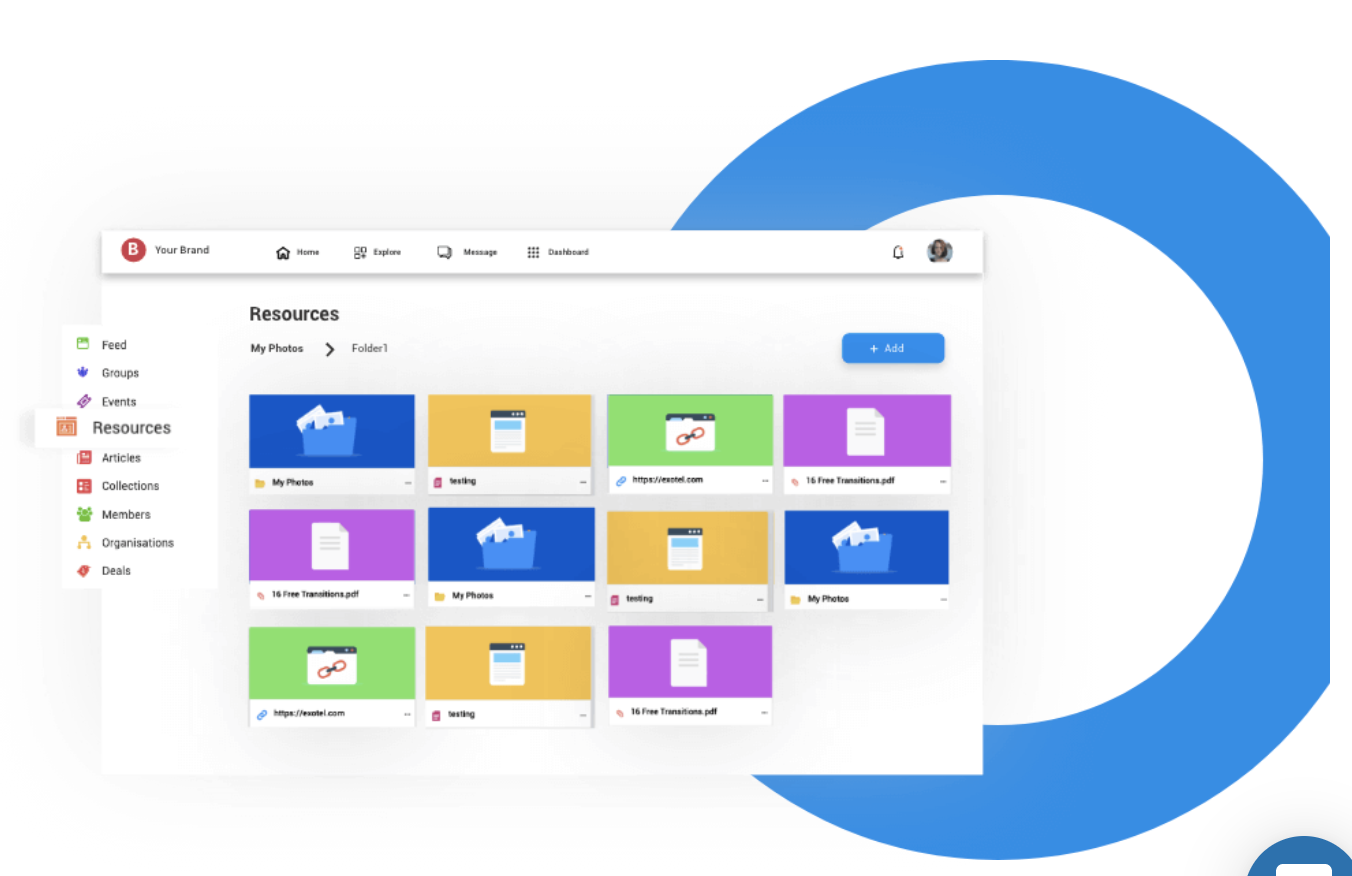 B Your Brand Home Explore Message Dashboard
Resources
My Photos Folder1 + Add
Feed
Groups
Events
Resources
Articles
Collections
Members
Organisations
Deals
My Photos testing https://exotel.com 16 Free Transitions.pdf
16 Free Transitions.pdf My Photos testing My Photos
https://exotel.com testing 16 Free Transitions.pdf